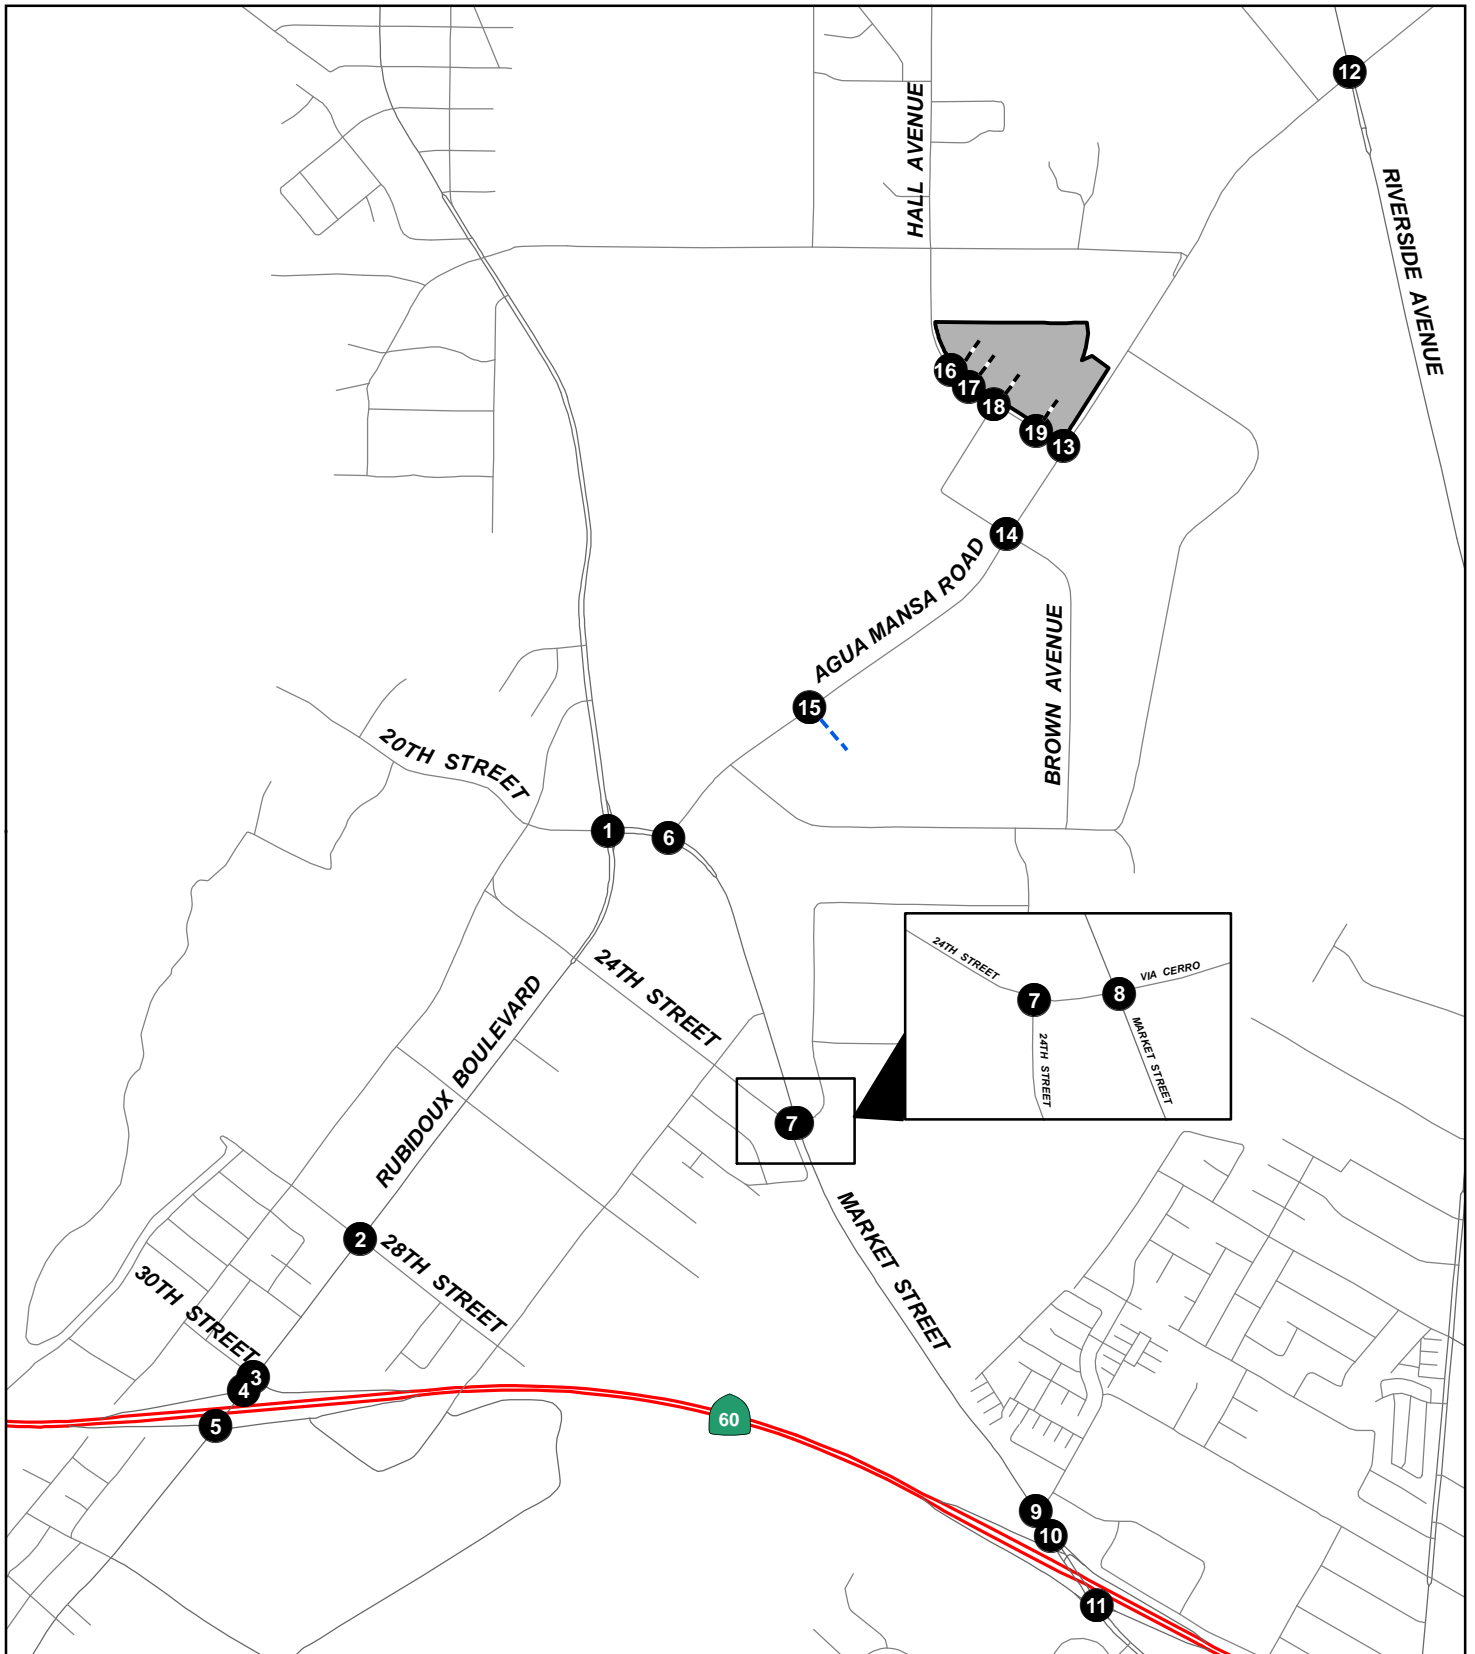 12
HALL AVENUE
RIVERSIDE AVENUE
16
17
18
19
13
14
AGUA MANSA ROAD
BROWN AVENUE
15
20TH STREET
1
6
24TH STREET
24TH STREET
7
8
VIA CERRO
24TH STREET
MARKET STREET
RUBIDOUX BOULEVARD
7
MARKET STREET
2
28TH STREET
30TH STREET
3
4
5
60
9
10
11